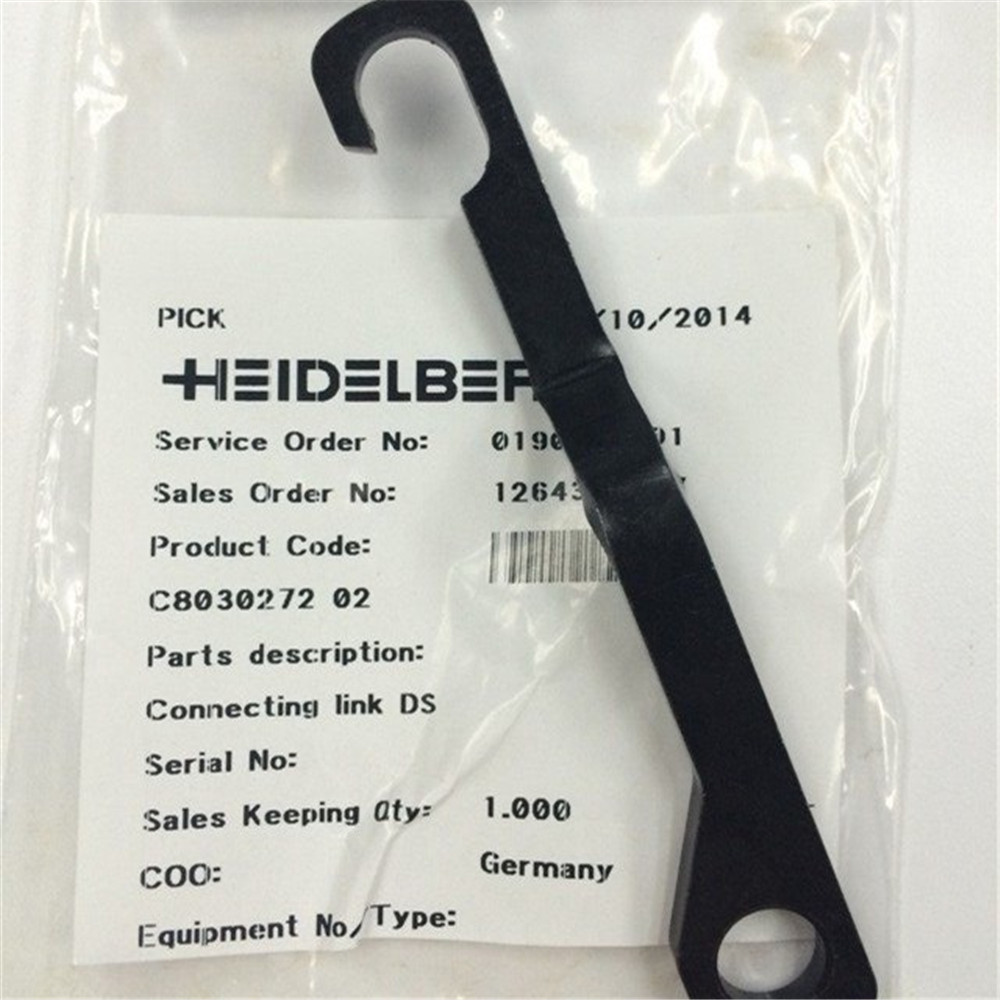 PICK /10/2014
HEIDELBER
Service Order No:
Sales Order No:
Product Code:
C8030272 02
Parts description:
Connecting link DS
Serial No:
Sales Keeping Qty: 1.000
COO: Germany
Equipment No/Type: